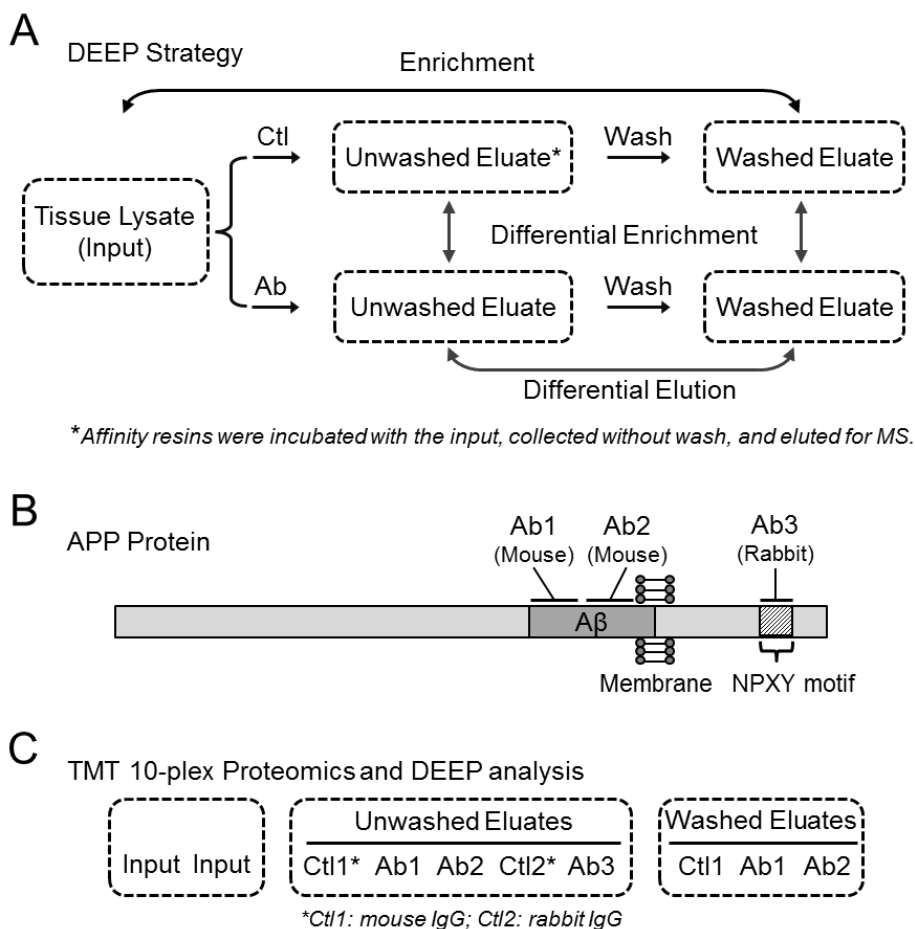 A
DEEP Strategy
Enrichment
Ctl
Wash
Unwashed Eluate*
Washed Eluate
Tissue Lysate
(Input)
Differential Enrichment
Ab
Wash
Unwashed Eluate
Washed Eluate
Differential Elution
*Affinity resins were incubated with the input, collected without wash, and eluted for MS.
B
APP Protein
Ab1
(Mouse)
Ab2
(Mouse)
Ab3
(Rabbit)
Aβ
Membrane
NPXY motif
C
TMT 10-plex Proteomics and DEEP analysis
Unwashed Eluates
Washed Eluates
Input Input
Ctl1* Ab1 Ab2 Ctl2* Ab3
Ctl1 Ab1 Ab2
*Ctl1: mouse IgG; Ctl2: rabbit IgG